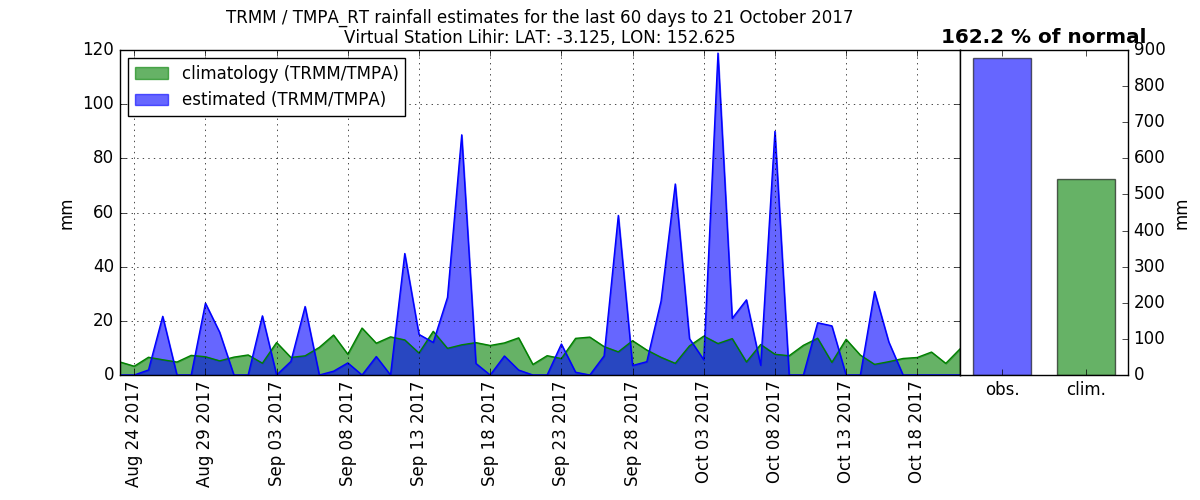 TRMM / TMPA_RT rainfall estimates for the last 60 days to 21 October 2017
Virtual Station Lihir: LAT: -3.125, LON: 152.625
162.2 % of normal
climatology (TRMM/TMPA)
estimated (TRMM/TMPA)
120
100
80
60
40
20
0
mm
Aug 24 2017
Aug 29 2017
Sep 03 2017
Sep 08 2017
Sep 13 2017
Sep 18 2017
Sep 23 2017
Sep 28 2017
Oct 03 2017
Oct 08 2017
Oct 13 2017
Oct 18 2017
900
800
700
600
500
400
300
200
100
0
mm
obs.
clim.